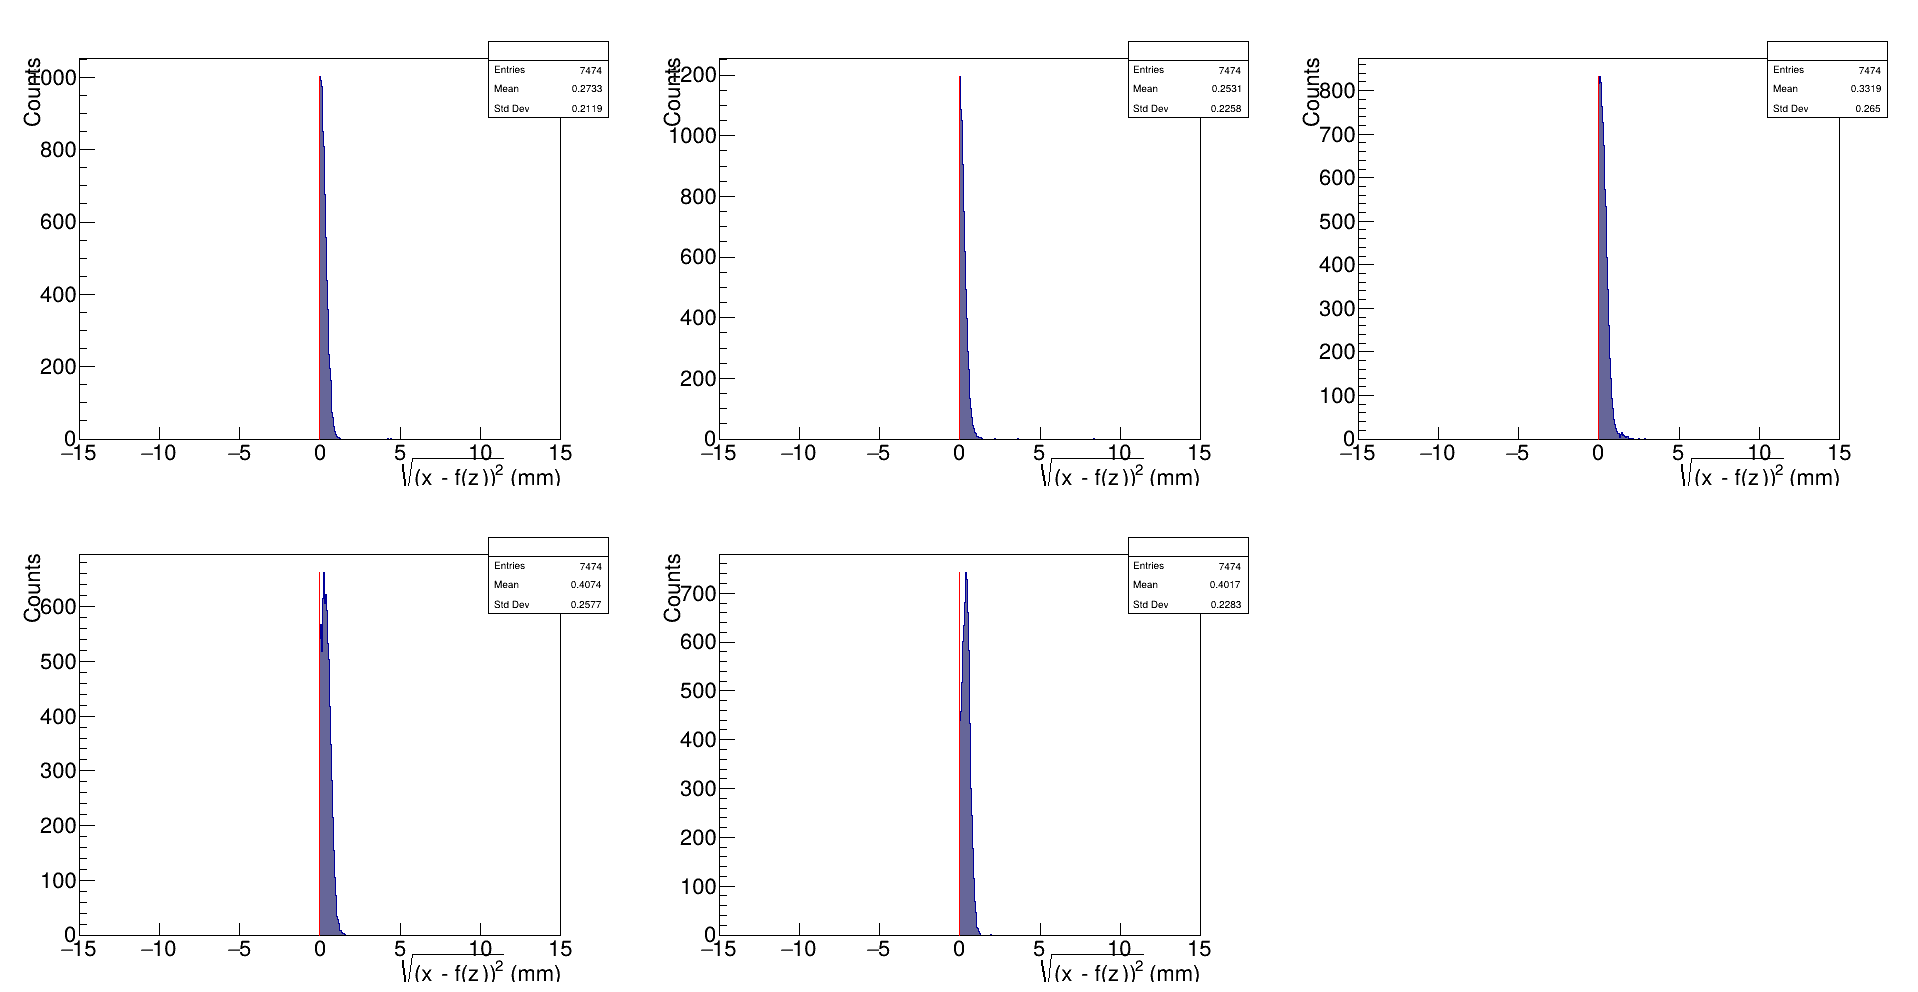 Counts
1000
800
600
400
200
0
−15 −10 −5 0 5 10 15
√(x - f(z))² (mm)
Entries 7474
Mean 0.2733
Std Dev 0.2119
Counts
1200
1000
800
600
400
200
0
−15 −10 −5 0 5 10 15
√(x - f(z))² (mm)
Entries 7474
Mean 0.2531
Std Dev 0.2258
Counts
800
700
600
500
400
300
200
100
0
−15 −10 −5 0 5 10 15
√(x - f(z))² (mm)
Entries 7474
Mean 0.3319
Std Dev 0.265
Counts
600
500
400
300
200
100
0
−15 −10 −5 0 5 10 15
√(x - f(z))² (mm)
Entries 7474
Mean 0.4074
Std Dev 0.2577
Counts
700
600
500
400
300
200
100
0
−15 −10 −5 0 5 10 15
√(x - f(z))² (mm)
Entries 7474
Mean 0.4017
Std Dev 0.2283